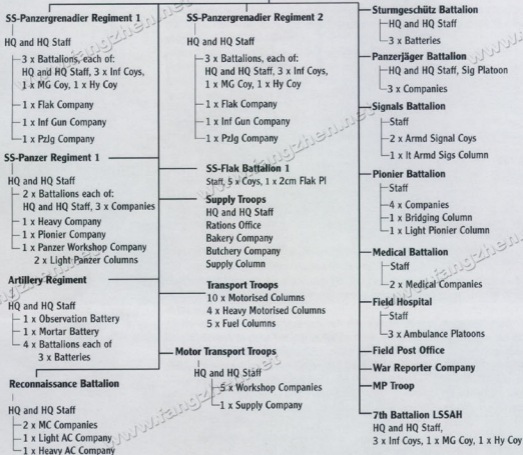 SS-Panzergrenadier Regiment 1
HQ and HQ Staff
3 x Battalions, each of:
HQ and HQ Staff, 3 x Inf Coys,
1 x MG Coy, 1 x Hy Coy
1 x Flak Company
1 x Inf Gun Company
1 x PzJg Company
SS-Panzer Regiment 1
HQ and HQ Staff
2 x Battalions each of:
HQ and HQ Staff, 3 x Companies
1 x Heavy Company
1 x Pionier Company
1 x Panzer Workshop Company
2 x Light Panzer Columns
Artillery Regiment
HQ and HQ Staff
1 x Observation Battery
1 x Mortar Battery
4 x Battalions each of
3 x Batteries
Reconnaissance Battalion
HQ and HQ Staff
2 x MC Companies
1 x Light AC Company
1 x Heavy AC Company
SS-Panzergrenadier Regiment 2
HQ and HQ Staff
3 x Battalions, each of:
HQ and HQ Staff, 3 x Inf Coys,
1 x MG Coy, 1 x Hy Coy
1 x Flak Company
1 x Inf Gun Company
1 x PzJg Company
SS-Flak Battalion 1
Staff, 5 x Coys, 1 x 2cm Flak Pl
Supply Troops
HQ and HQ Staff
Rations Office
Bakery Company
Butchery Company
Supply Column
Transport Troops
10 x Motorised Columns
4 x Heavy Motorised Columns
5 x Fuel Columns
Motor Transport Troops
HQ and HQ Staff
5 x Workshop Companies
1 x Supply Company
Sturmgeschütz Battalion
HQ and HQ Staff
3 x Batteries
Panzerjäger Battalion
HQ and HQ Staff, Sig Platoon
3 x Companies
Signals Battalion
Staff
2 x Armd Signal Coys
1 x lt Armd Sigs Column
Pionier Battalion
Staff
4 x Companies
1 x Bridging Column
1 x Light Pionier Column
Medical Battalion
Staff
2 x Medical Companies
Field Hospital
Staff
3 x Ambulance Platoons
Field Post Office
War Reporter Company
MP Troop
7th Battalion LSSAH
HQ and HQ Staff,
3 x Inf Coys, 1 x MG Coy, 1 x Hy Coy
www.fangzhen.net